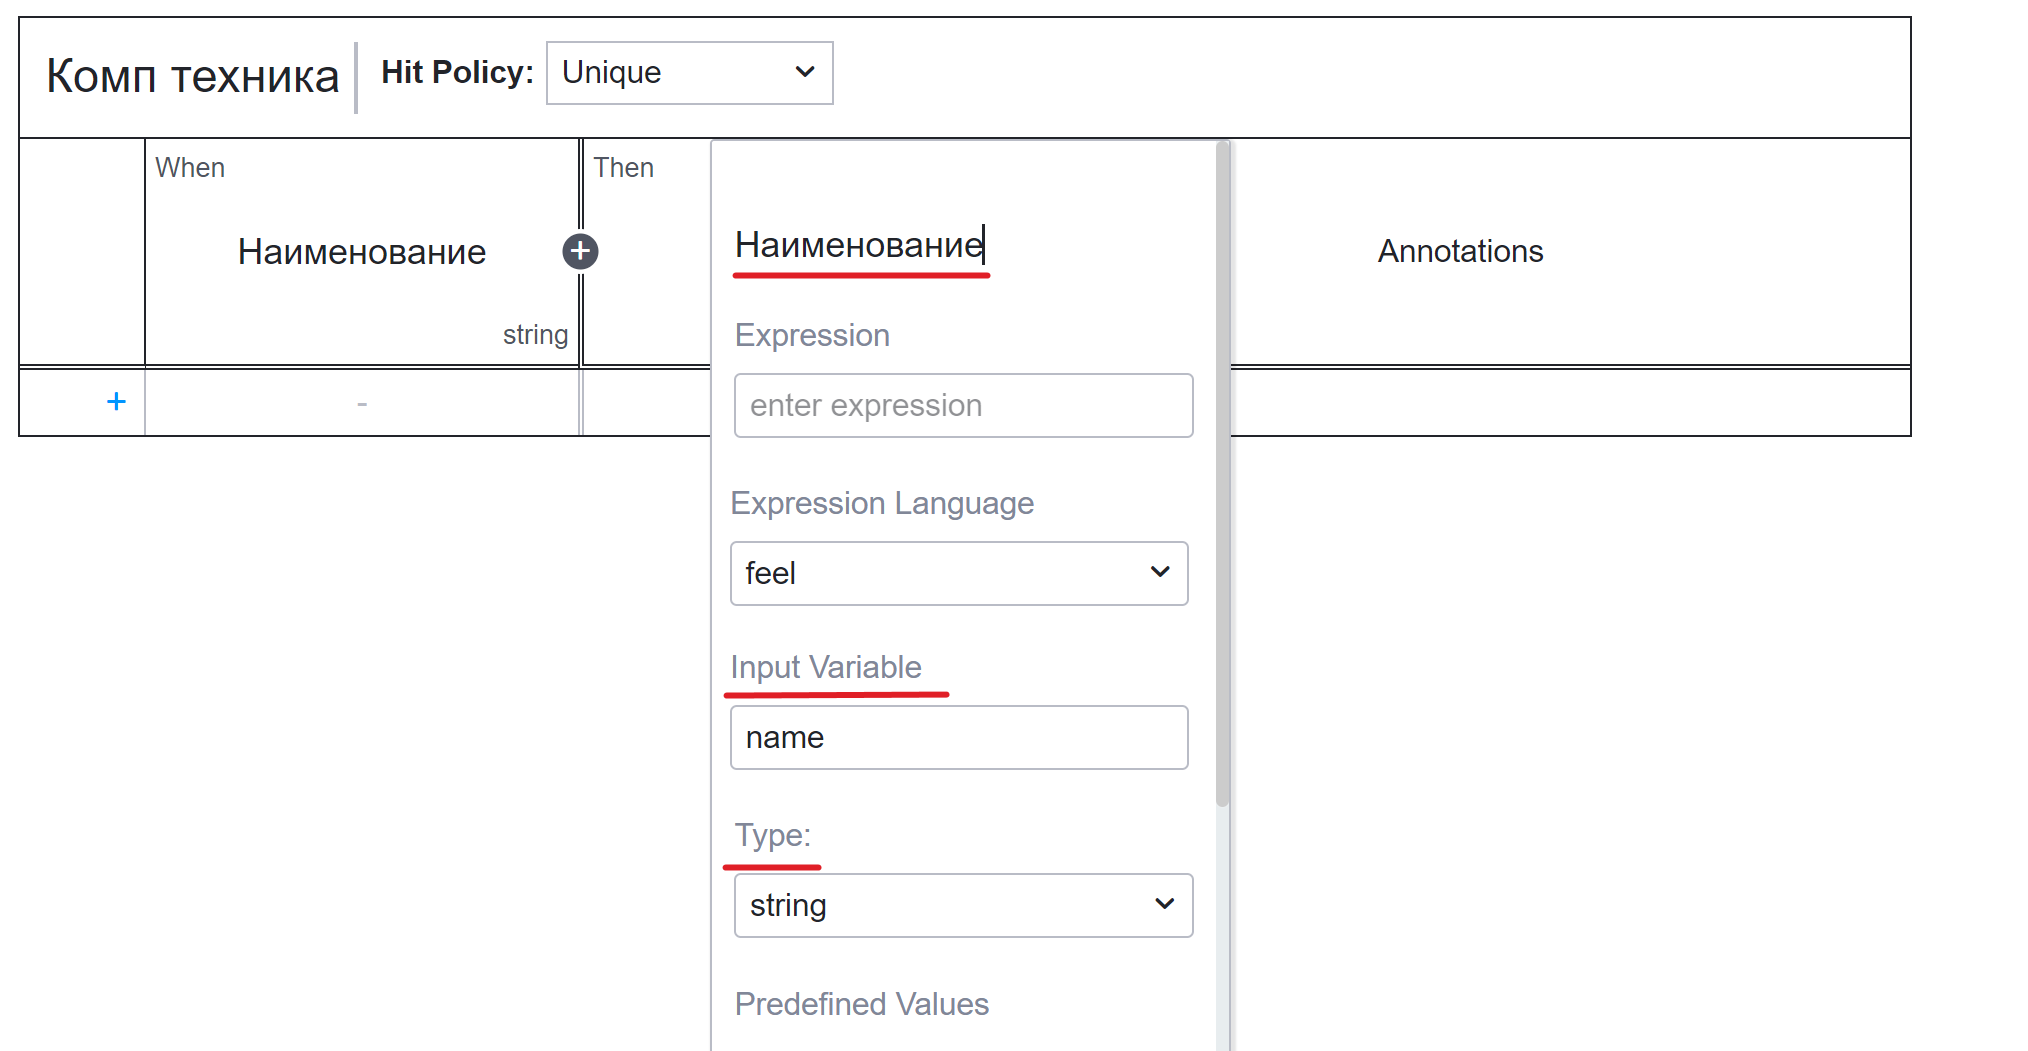 Комп техника
Hit Policy:
Unique
When
Наименование
string
Then
Наименование
Expression
enter expression
Expression Language
feel
Input Variable
name
Type:
string
Predefined Values
Annotations
+
-